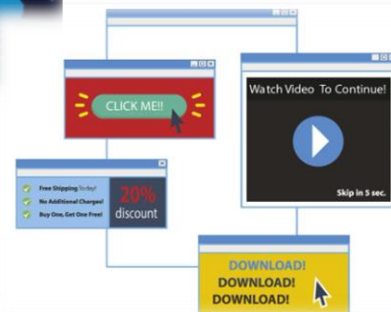 CLICK ME!!
Watch Video To Continue!
Skip in 5 sec.
Free Shipping Today!
No Additional Charges!
Buy One, Get One Free!
20%
discount
DOWNLOAD!
DOWNLOAD!
DOWNLOAD!